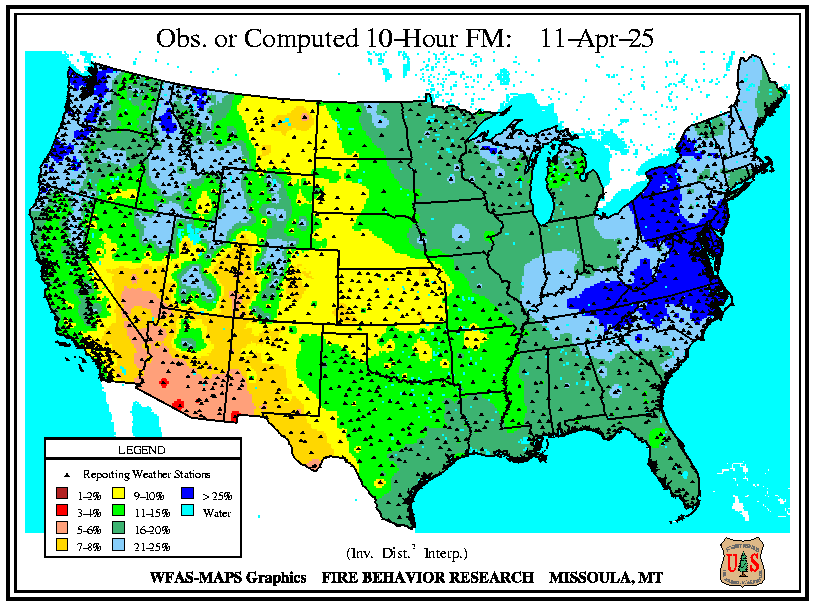 Obs. or Computed 10-Hour FM: 11-Apr-25
LEGEND
Reporting Weather Stations
1-2% 9-10% > 25%
3-4% 11-15% Water
5-6% 16-20%
7-8% 21-25%
(Inv. Dist.² Interp.)
WFAS-MAPS Graphics FIRE BEHAVIOR RESEARCH MISSOULA, MT
U S